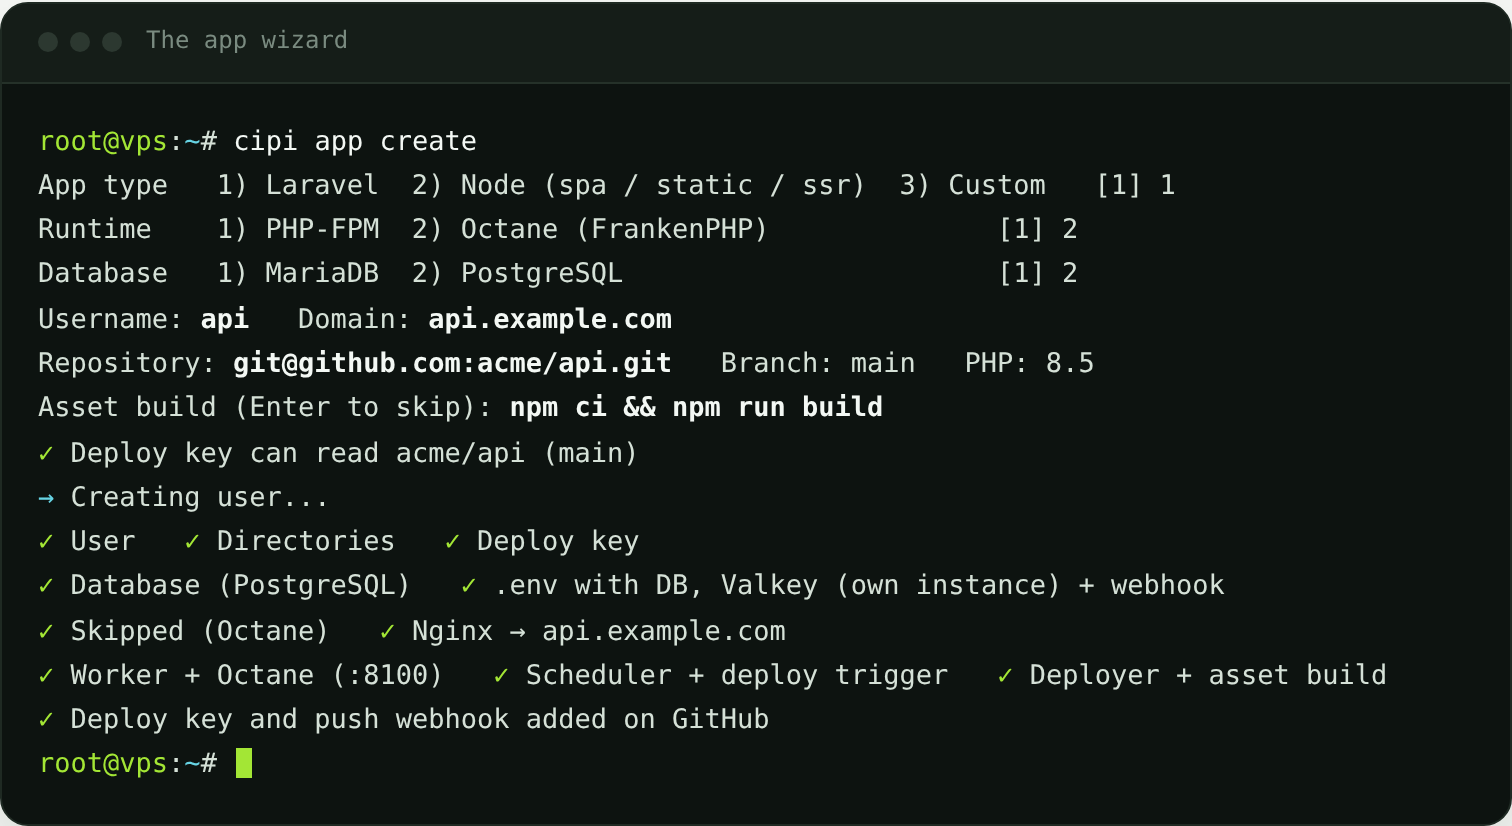 The app wizard
root@vps:~# cipi app create
App type   1) Laravel  2) Node (spa / static / ssr)  3) Custom   [1] 1
Runtime    1) PHP-FPM  2) Octane (FrankenPHP)              [1] 2
Database   1) MariaDB  2) PostgreSQL                       [1] 2
Username: api   Domain: api.example.com
Repository: git@github.com:acme/api.git   Branch: main   PHP: 8.5
Asset build (Enter to skip): npm ci && npm run build
✓ Deploy key can read acme/api (main)
→ Creating user...
✓ User   ✓ Directories   ✓ Deploy key
✓ Database (PostgreSQL)   ✓ .env with DB, Valkey (own instance) + webhook
✓ Skipped (Octane)   ✓ Nginx → api.example.com
✓ Worker + Octane (:8100)   ✓ Scheduler + deploy trigger   ✓ Deployer + asset build
✓ Deploy key and push webhook added on GitHub
root@vps:~#